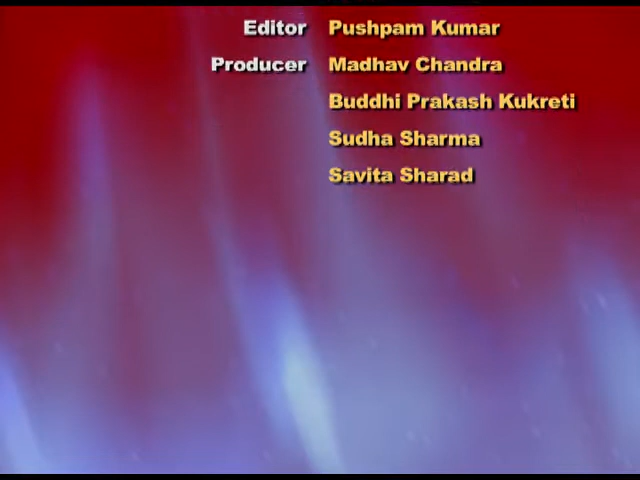 Editor Pushpam Kumar
Producer Madhav Chandra
Buddhi Prakash Kukreti
Sudha Sharma
Savita Sharad